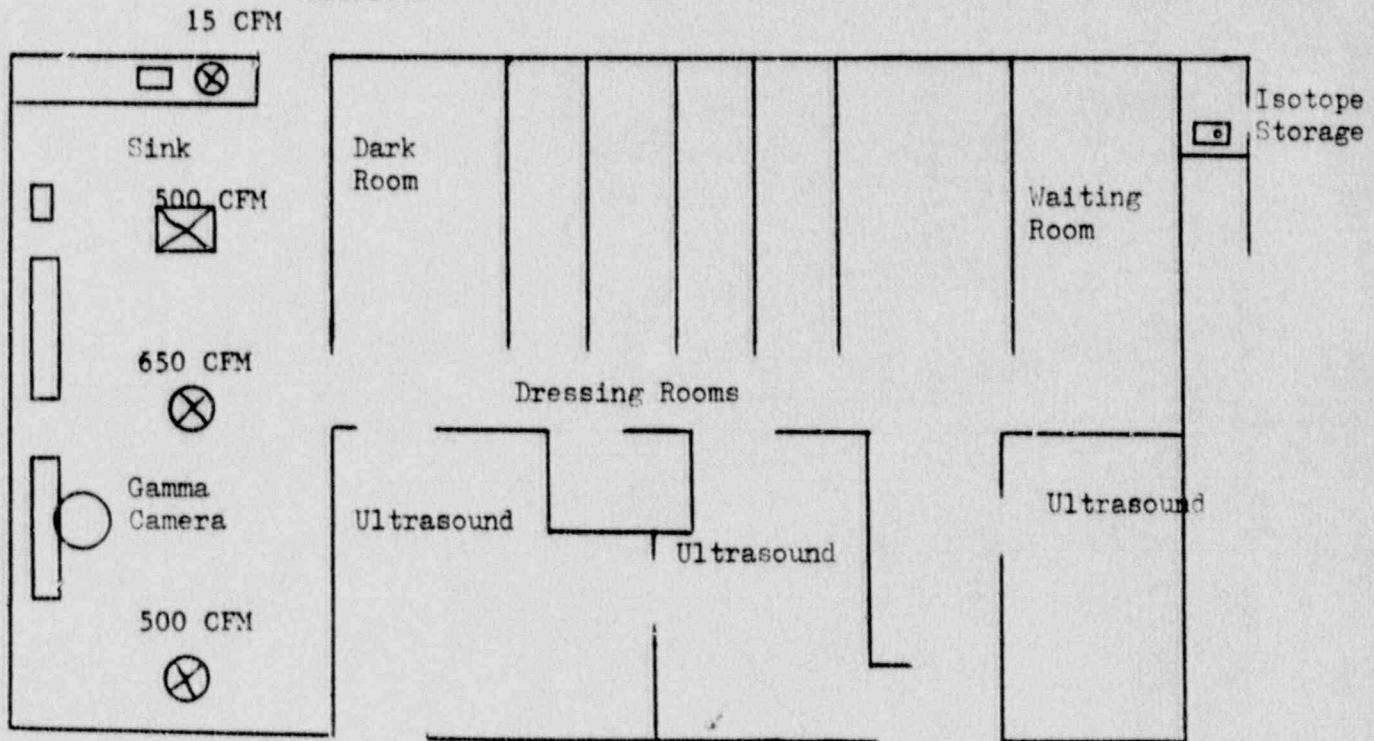 15 CFM
Isotope
Storage
Sink
Dark
Room
500 CFM
Waiting
Room
650 CFM
Dressing Rooms
Gamma
Camera
Ultrasound
Ultrasound
Ultrasound
500 CFM